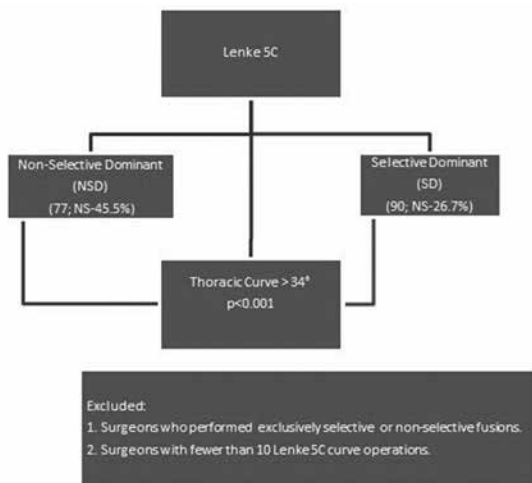 Lenke 5C
Non-Selective Dominant
(NSD)
(77; NS-45.5%)
Selective Dominant
(SD)
(90; NS-26.7%)
Thoracic Curve > 34°
p<0.001
Excluded:
1. Surgeons who performed exclusively selective or non-selective fusions.
2. Surgeons with fewer than 10 Lenke 5C curve operations.